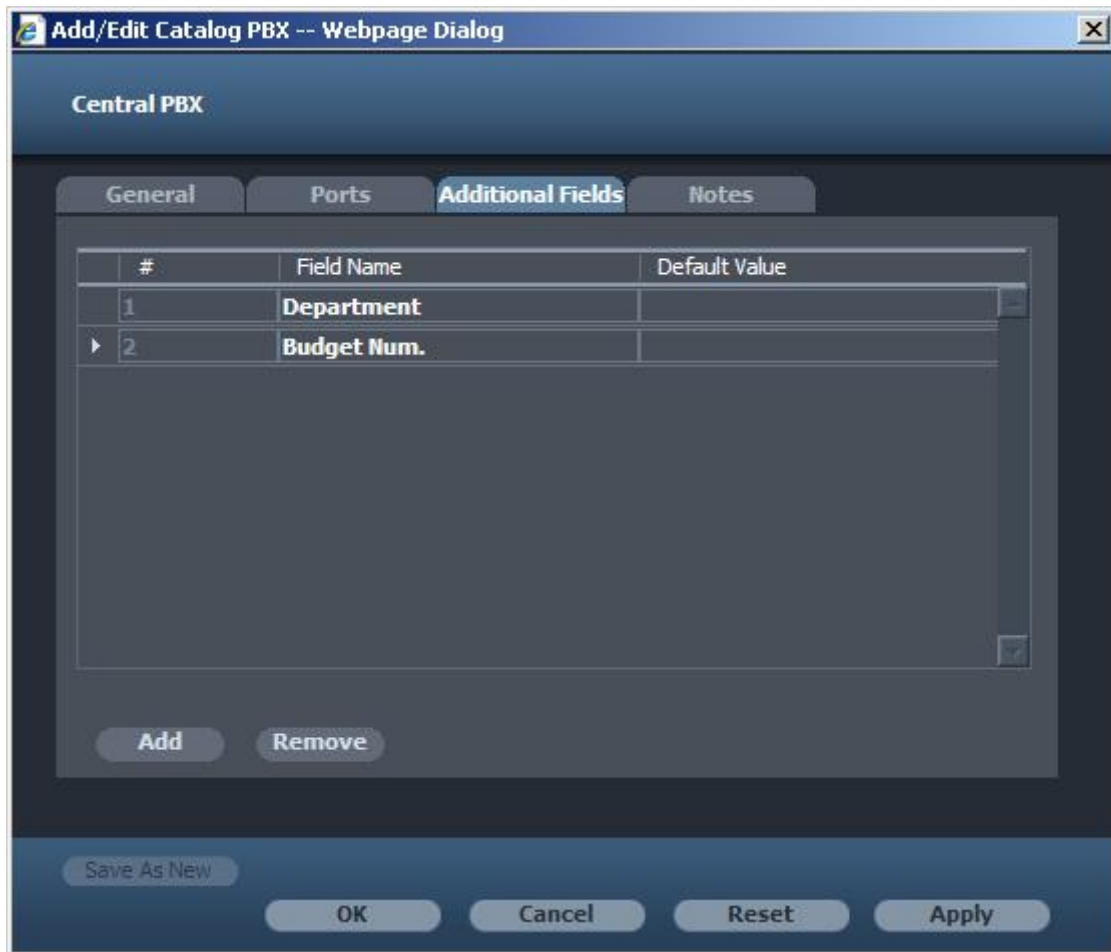 Add/Edit Catalog PBX -- Webpage Dialog
Central PBX
General Ports Additional Fields Notes
# Field Name Default Value
1 Department
2 Budget Num.
Add Remove
Save As New
OK Cancel Reset Apply